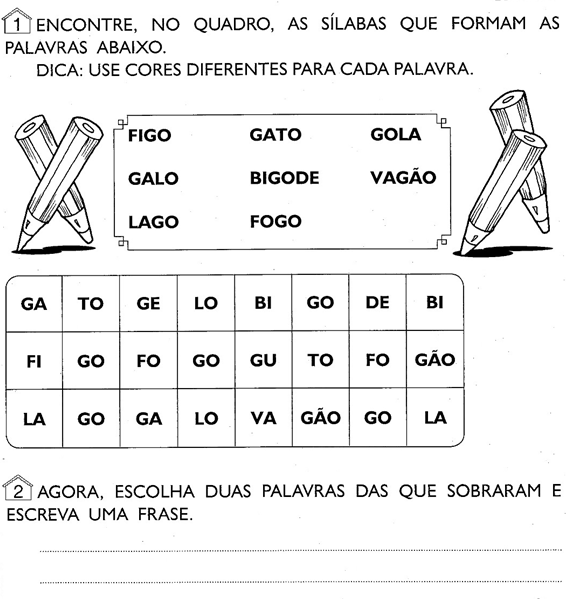 1 ENCONTRE, NO QUADRO, AS SÍLABAS QUE FORMAM AS
PALAVRAS ABAIXO.
DICA: USE CORES DIFERENTES PARA CADA PALAVRA.
FIGO GATO GOLA
GALO BIGODE VAGÃO
LAGO FOGO
GA TO GE LO BI GO DE BI
FI GO FO GO GU TO FO GÃO
LA GO GA LO VA GÃO GO LA
2 AGORA, ESCOLHA DUAS PALAVRAS DAS QUE SOBRARAM E
ESCREVA UMA FRASE.